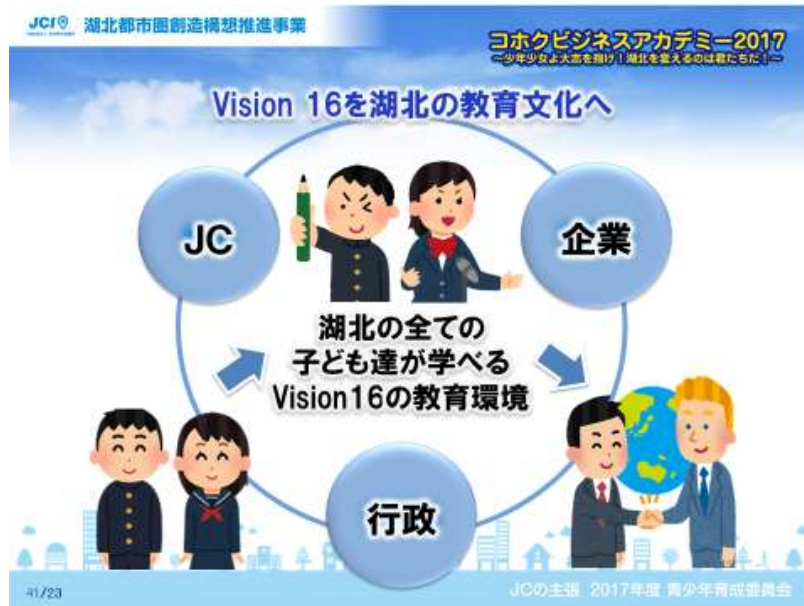 JCI 湖北都市圏創造構想推進事業
コホクビジネスアカデミー2017
～少年少女よ大志を抱け！湖北を変えるのは君たちだ！～
Vision 16を湖北の教育文化へ
JC
企業
湖北の全ての
子ども達が学べる
Vision16の教育環境
行政
41/23
JCの主張 2017年度 青少年育成委員会